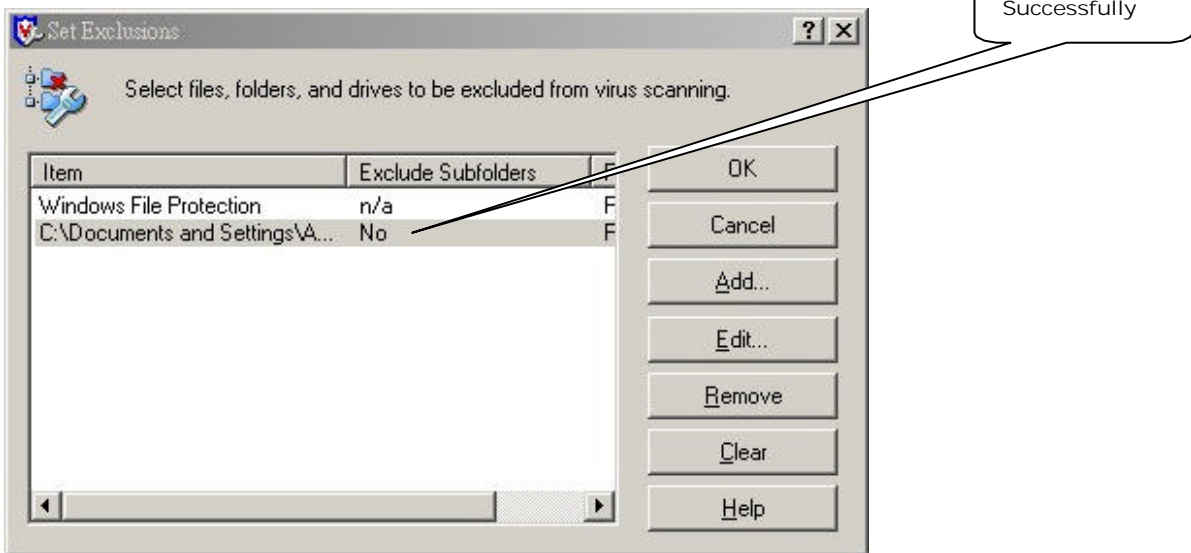 Successfully
Set Exclusions
Select files, folders, and drives to be excluded from virus scanning.
Item Exclude Subfolders F
Windows File Protection n/a F
C:\Documents and Settings\A... No F
OK
Cancel
Add...
Edit...
Remove
Clear
Help